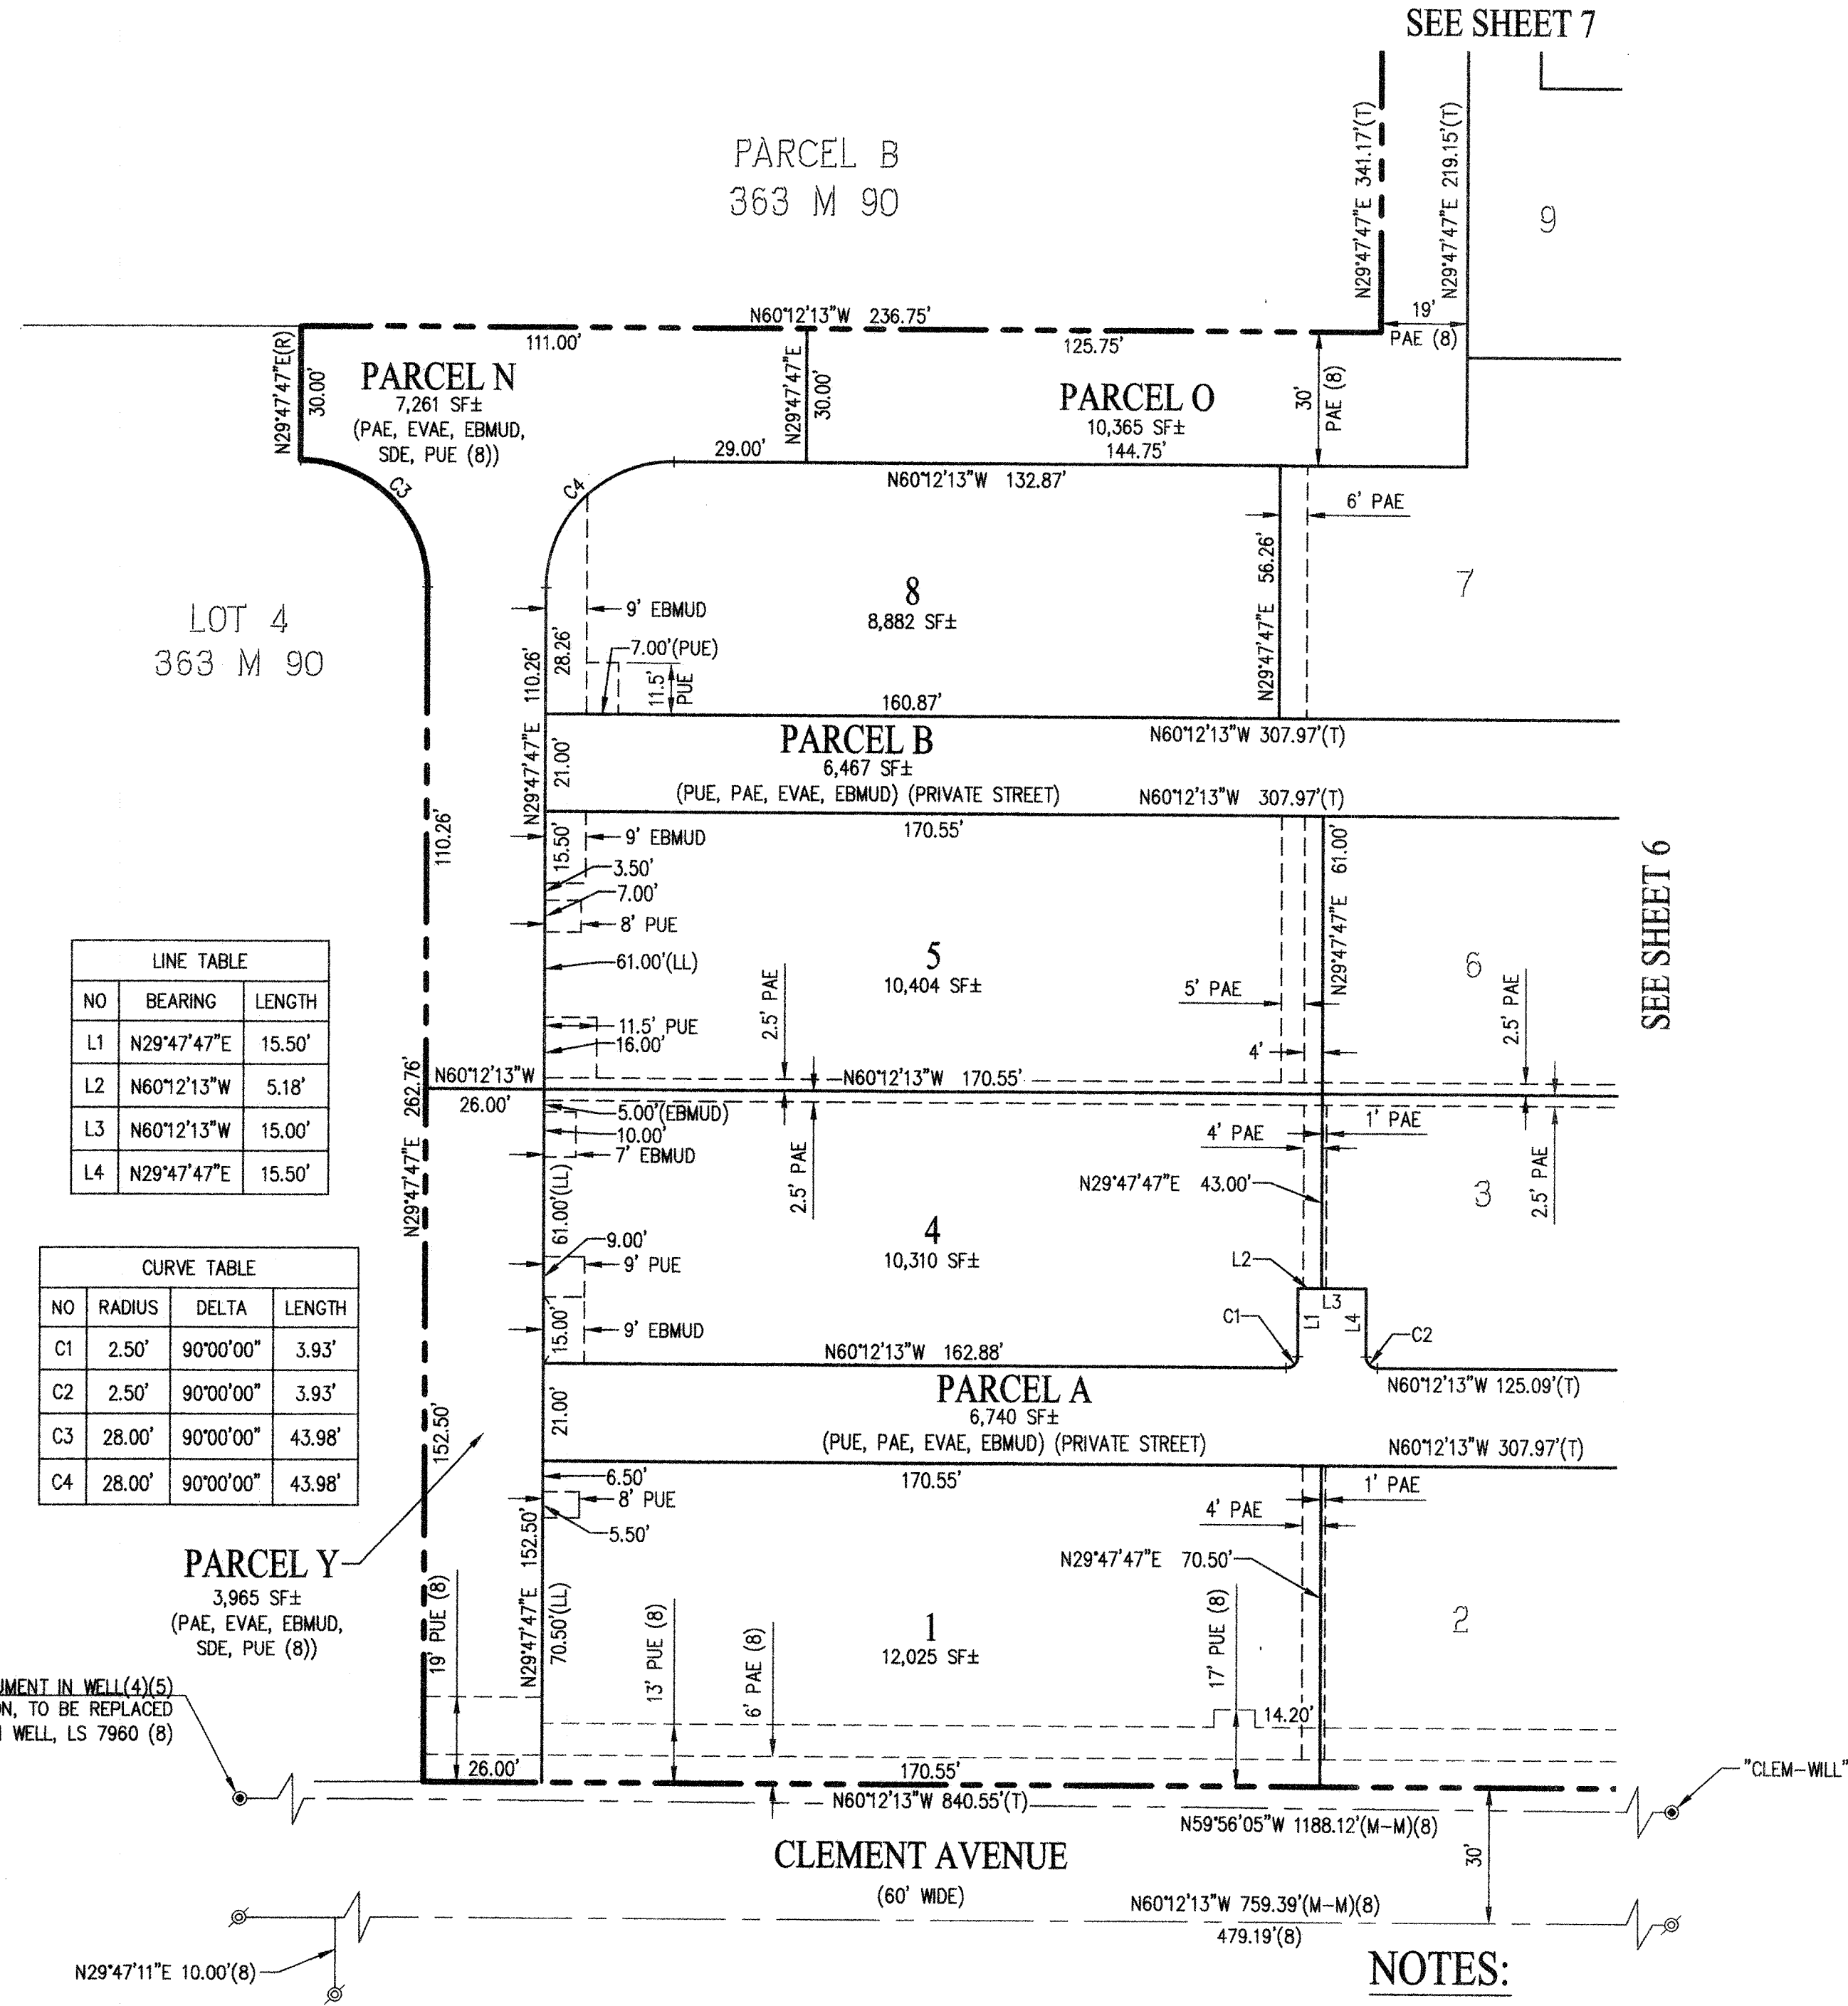 SEE SHEET 7
PARCEL B
363 M 90
N29°47'47"E 341.17'(T)
N29°47'47"E 219.15'(T)
9
19'
PAE (8)
N60°12'13"W 236.75'
111.00'
125.75'
N29°47'47"E(R)
30.00'
PARCEL N
7,261 SF±
(PAE, EVAE, EBMUD,
SDE, PUE (8))
N29°47'47"E
30.00'
PARCEL O
10,365 SF±
144.75'
30'
PAE (8)
29.00'
N60°12'13"W 132.87'
C3
C4
6' PAE
LOT 4
363 M 90
9' EBMUD
7.00'(PUE)
11.5'
PUE
28.26'
N29°47'47"E 110.26'
8
8,882 SF±
N29°47'47"E 56.26'
7
160.87'
PARCEL B
6,467 SF±
(PUE, PAE, EVAE, EBMUD) (PRIVATE STREET)
N60°12'13"W 307.97'(T)
N60°12'13"W 307.97'(T)
21.00'
110.26'
170.55'
15.50'
9' EBMUD
3.50'
7.00'
8' PUE
61.00'(LL)
5
10,404 SF±
N29°47'47"E 61.00'
6
SEE SHEET 6
5' PAE
2.5' PAE
2.5' PAE
11.5' PUE
16.00'
4'
LINE TABLE
NO BEARING LENGTH
L1 N29°47'47"E 15.50'
L2 N60°12'13"W 5.18'
L3 N60°12'13"W 15.00'
L4 N29°47'47"E 15.50'
N60°12'13"W
26.00'
N60°12'13"W 170.55'
N29°47'47"E 262.76'
5.00'(EBMUD)
10.00'
7' EBMUD
2.5' PAE
4' PAE
1' PAE
2.5' PAE
N29°47'47"E 43.00'
3
61.00'(LL)
4
10,310 SF±
9.00'
9' PUE
15.00'
9' EBMUD
L2
L3
L1
L4
C1
C2
CURVE TABLE
NO RADIUS DELTA LENGTH
C1 2.50' 90°00'00" 3.93'
C2 2.50' 90°00'00" 3.93'
C3 28.00' 90°00'00" 43.98'
C4 28.00' 90°00'00" 43.98'
N60°12'13"W 162.88'
PARCEL A
6,740 SF±
(PUE, PAE, EVAE, EBMUD) (PRIVATE STREET)
N60°12'13"W 125.09'(T)
N60°12'13"W 307.97'(T)
21.00'
152.50'
170.55'
6.50'
8' PUE
5.50'
1' PAE
4' PAE
N29°47'47"E 70.50'
PARCEL Y
3,965 SF±
(PAE, EVAE, EBMUD,
SDE, PUE (8))
19' PUE (8)
N29°47'47"E 152.50'
70.50'(LL)
13' PUE (8)
6' PAE (8)
1
12,025 SF±
17' PUE (8)
14.20'
2
UMENT IN WELL(4)(5)
ON, TO BE REPLACED
WELL, LS 7960 (8)
26.00'
170.55'
N60°12'13"W 840.55'(T)
N59°56'05"W 1188.12'(M-M)(8)
"CLEM-WILL"
CLEMENT AVENUE
(60' WIDE)
30'
N60°12'13"W 759.39'(M-M)(8)
479.19'(8)
N29°47'11"E 10.00'(8)
NOTES: